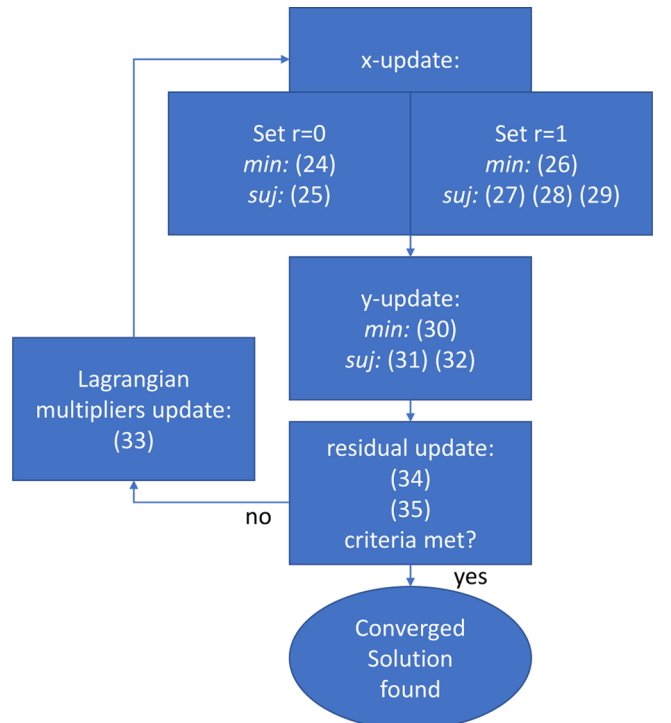 x-update:
Set r=0
min: (24)
suj: (25)
Set r=1
min: (26)
suj: (27) (28) (29)
y-update:
min: (30)
suj: (31) (32)
Lagrangian
multipliers update:
(33)
residual update:
(34)
(35)
criteria met?
no
yes
Converged
Solution
found